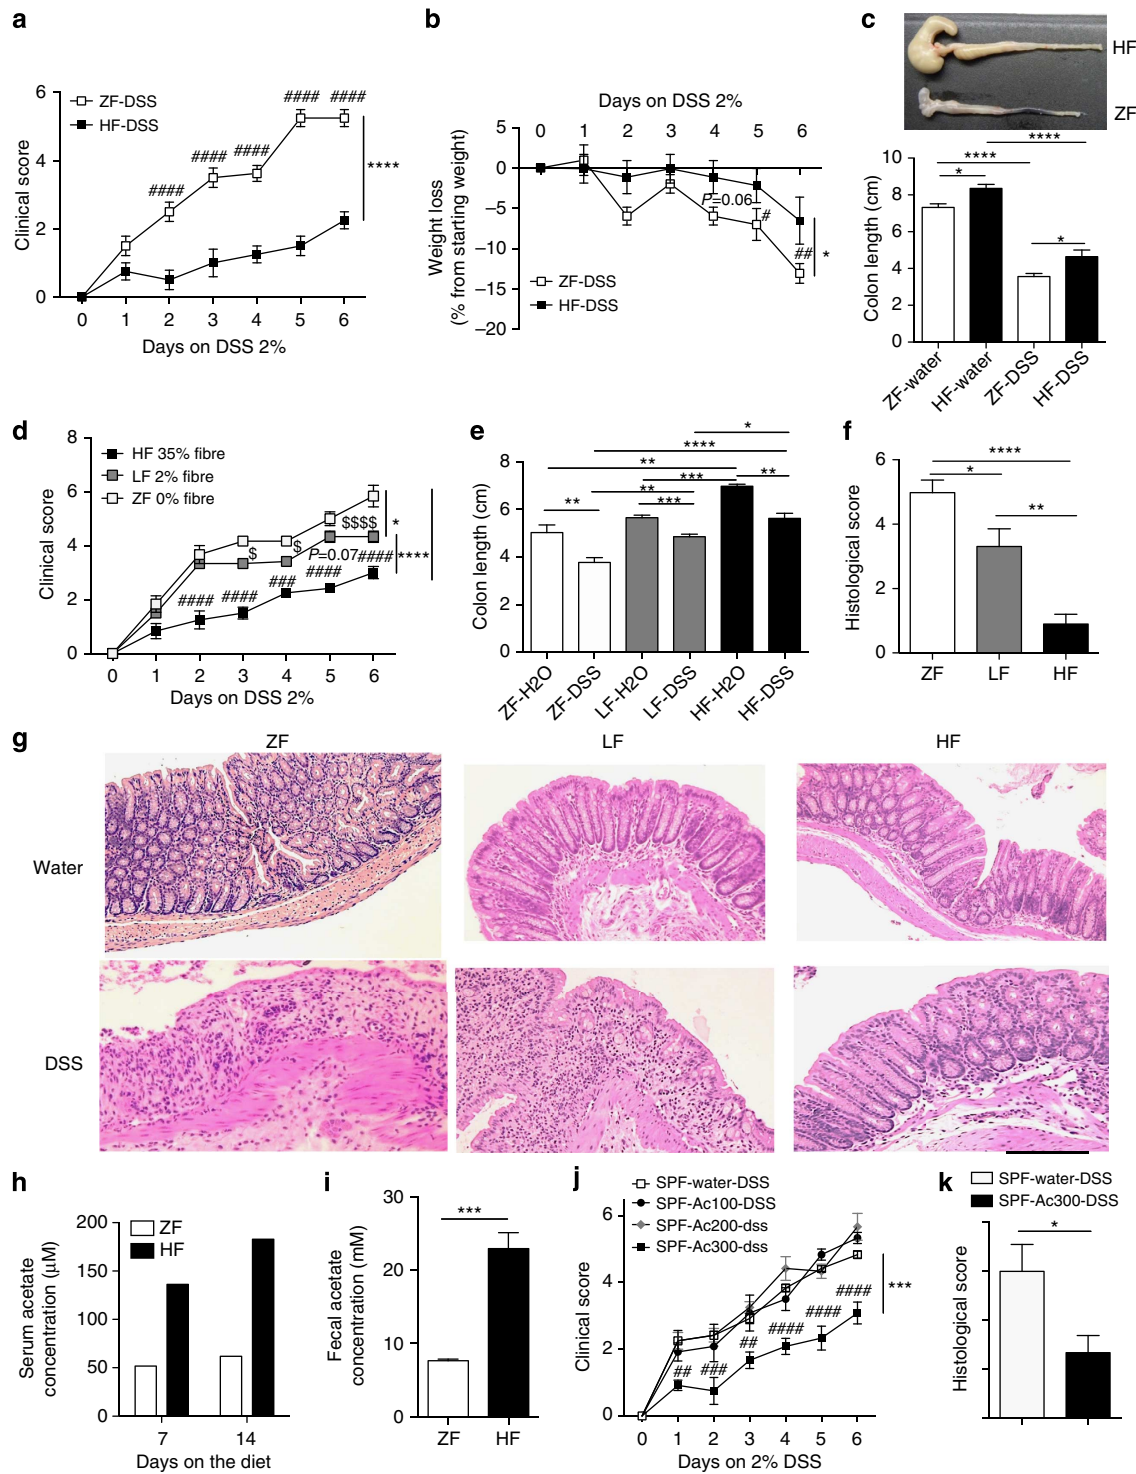 a
6
4
2
0
Clinical score
ZF-DSS
HF-DSS
####
####
####
####
####
****
0 1 2 3 4 5 6
Days on DSS 2%
b
Days on DSS 2%
0 1 2 3 4 5 6
5
0
−5
−10
−15
−20
Weight loss
(% from starting weight)
P=0.06
#
##
*
ZF-DSS
HF-DSS
c
HF
ZF
****
****
*
*
10
8
6
4
2
0
Colon length (cm)
ZF-water
HF-water
ZF-DSS
HF-DSS
d
8
6
4
2
0
Clinical score
HF 35% fibre
LF 2% fibre
ZF 0% fibre
$
$
$$$$
*
P=0.07
****
####
####
###
####
####
0 1 2 3 4 5 6
Days on DSS 2%
e
8
6
4
2
0
Colon length (cm)
*
****
**
***
**
**
**
***
ZF-H2O
ZF-DSS
LF-H2O
LF-DSS
HF-H2O
HF-DSS
f
6
4
2
0
Histological score
****
*
**
ZF LF HF
g
ZF LF HF
Water
DSS
h
200
150
100
50
0
Serum acetate
concentration (μM)
ZF
HF
7 14
Days on the diet
i
30
20
10
0
Fecal acetate
concentration (mM)
***
ZF HF
j
SPF-water-DSS
SPF-Ac100-DSS
SPF-Ac200-dss
SPF-Ac300-dss
6
4
2
0
Clinical score
##
###
##
####
####
####
***
0 1 2 3 4 5 6
Days on 2% DSS
k
SPF-water-DSS
SPF-Ac300-DSS
*
Histological score